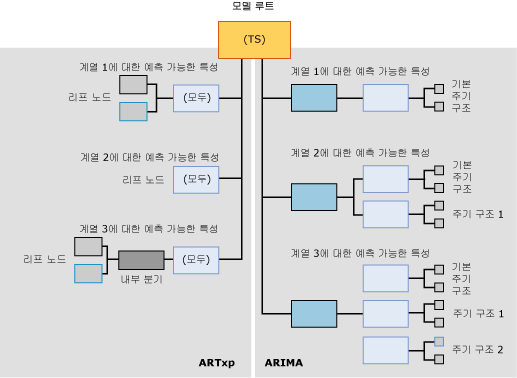 모델 루트
(TS)
계열 1에 대한 예측 가능한 특성
리프 노드
(모두)
계열 2에 대한 예측 가능한 특성
리프 노드
(모두)
계열 3에 대한 예측 가능한 특성
리프 노드
(모두)
내부 분기
ARTxp
계열 1에 대한 예측 가능한 특성
기본
주기
구조
계열 2에 대한 예측 가능한 특성
기본
주기
구조
주기 구조 1
계열 3에 대한 예측 가능한 특성
기본
주기
구조
주기 구조 1
주기 구조 2
ARIMA